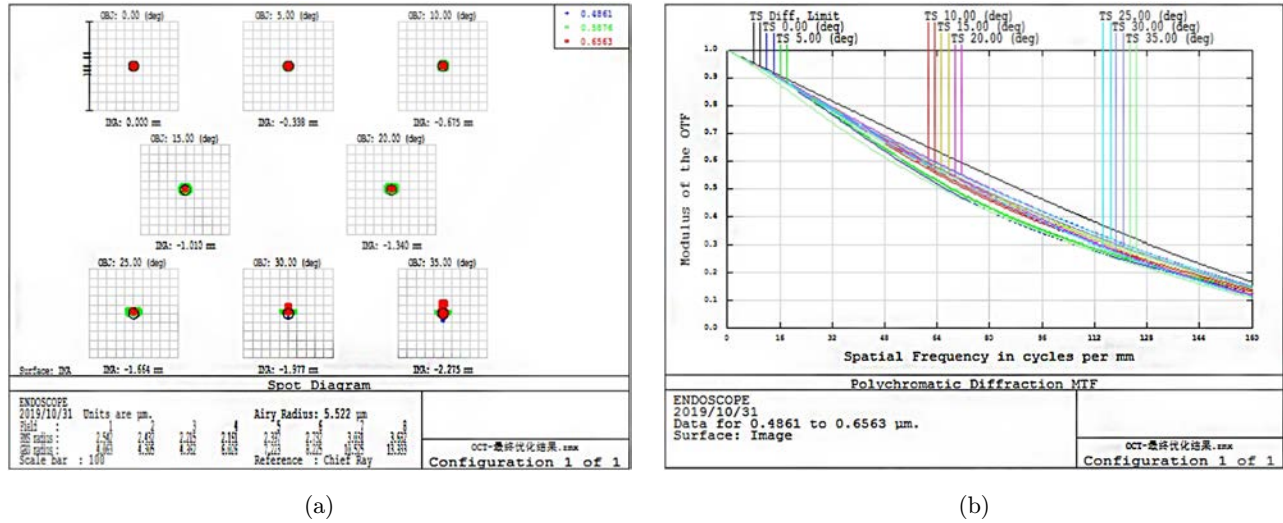 OBJ: 0.00 (deg)
OBJ: 5.00 (deg)
OBJ: 10.00 (deg)
0.4861
0.5876
0.6563
IMA: 0.000 mm
IMA: -0.338 mm
IMA: -0.675 mm
OBJ: 15.00 (deg)
OBJ: 20.00 (deg)
IMA: -1.010 mm
IMA: -1.340 mm
OBJ: 25.00 (deg)
OBJ: 30.00 (deg)
OBJ: 35.00 (deg)
Surface: IMA
IMA: -1.664 mm
IMA: -1.977 mm
IMA: -2.275 mm
Spot Diagram
ENDOSCOPE
2019/10/31 Units are µm. Airy Radius: 5.522 µm
Field : 1 2 3 4 5 6 7 8
RMS radius :
GEO radius :
Scale bar : 100 Reference : Chief Ray
OCT-最终优化结果.zmx
Configuration 1 of 1
(a)
TS Diff. Limit
TS 0.00 (deg)
TS 5.00 (deg)
TS 10.00 (deg)
TS 15.00 (deg)
TS 20.00 (deg)
TS 25.00 (deg)
TS 30.00 (deg)
TS 35.00 (deg)
1.0
0.9
0.8
0.7
0.6
0.5
0.4
0.3
0.2
0.1
0.0
Modulus of the OTF
0 16 32 48 64 80 96 112 128 144 160
Spatial Frequency in cycles per mm
Polychromatic Diffraction MTF
ENDOSCOPE
2019/10/31
Data for 0.4861 to 0.6563 µm.
Surface: Image
OCT-最终优化结果.zmx
Configuration 1 of 1
(b)